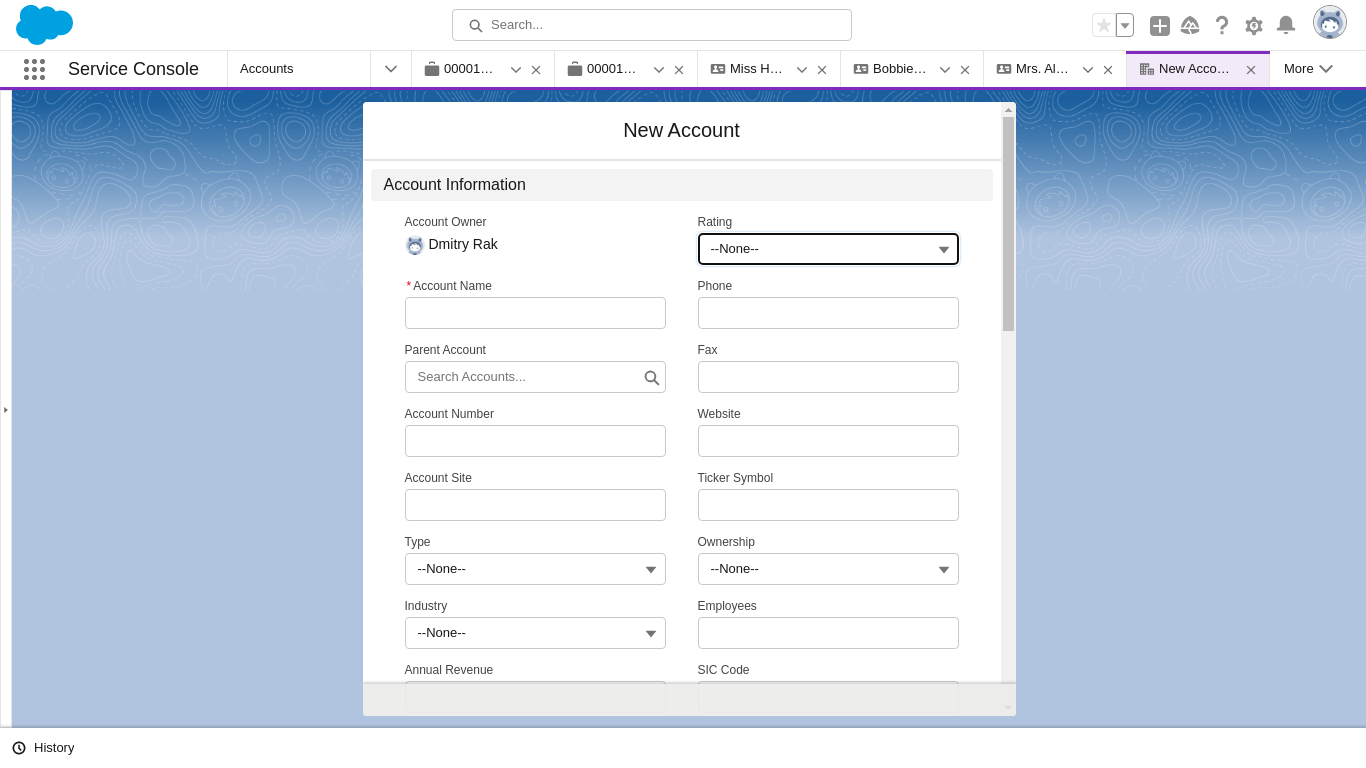 Search...
Service Console
Accounts
00001…
00001…
Miss H…
Bobbie…
Mrs. Al…
New Acco…
More
New Account
Account Information
Account Owner
Rating
Dmitry Rak
--None--
*Account Name
Phone
Parent Account
Fax
Search Accounts...
Account Number
Website
Account Site
Ticker Symbol
Type
Ownership
--None--
--None--
Industry
Employees
--None--
Annual Revenue
SIC Code
History